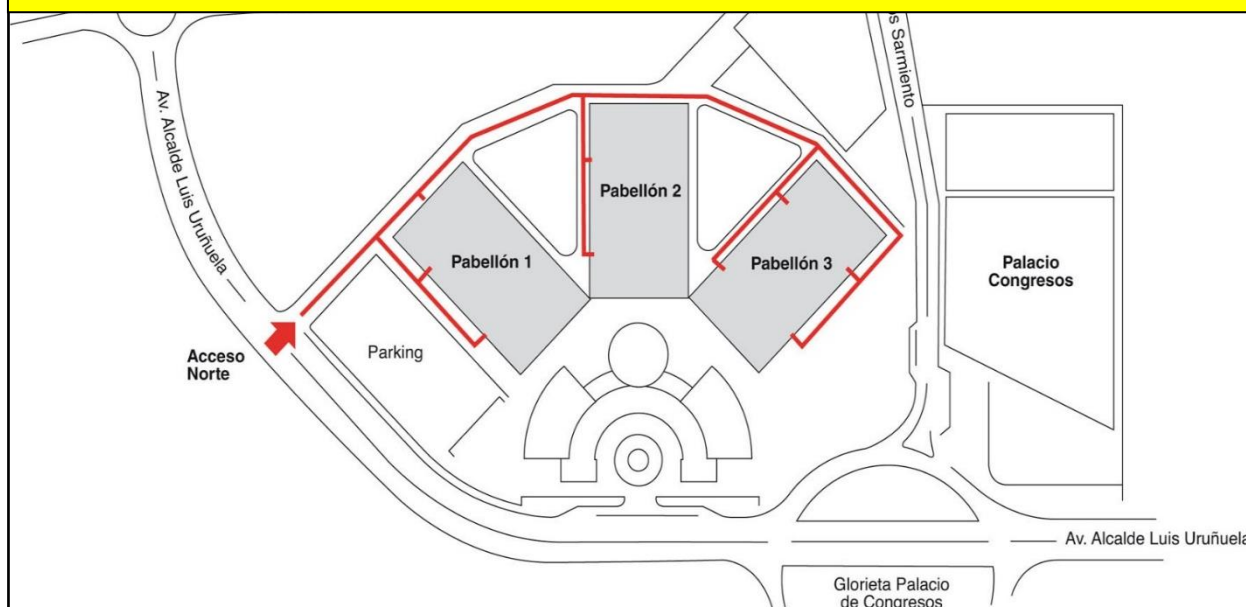 Av. Alcalde Luis Uruñuela
os Sarmiento
Pabellón 2
Pabellón 1
Pabellón 3
Palacio
Congresos
Acceso
Norte
Parking
Av. Alcalde Luis Uruñuela
Glorieta Palacio
de Congresos